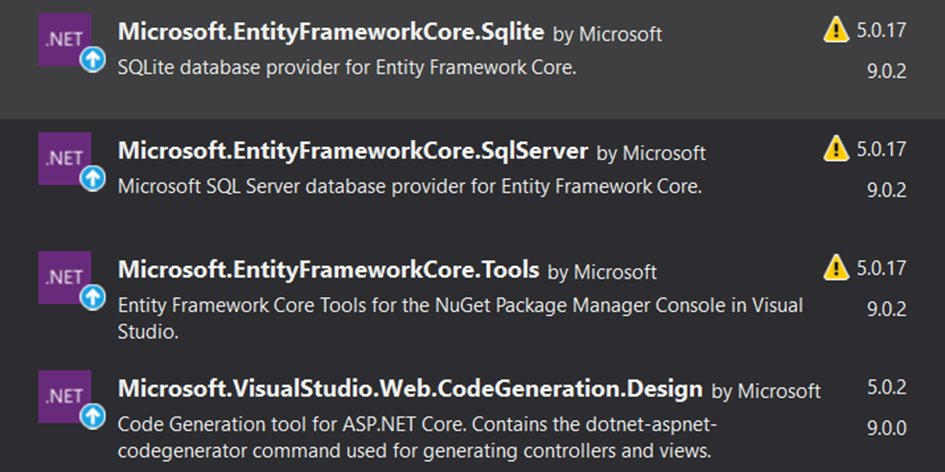 .NET Microsoft.EntityFrameworkCore.Sqlite by Microsoft 5.0.17
SQLite database provider for Entity Framework Core. 9.0.2
.NET Microsoft.EntityFrameworkCore.SqlServer by Microsoft 5.0.17
Microsoft SQL Server database provider for Entity Framework Core. 9.0.2
.NET Microsoft.EntityFrameworkCore.Tools by Microsoft 5.0.17
Entity Framework Core Tools for the NuGet Package Manager Console in Visual 9.0.2
Studio.
.NET Microsoft.VisualStudio.Web.CodeGeneration.Design by Microsoft 5.0.2
Code Generation tool for ASP.NET Core. Contains the dotnet-aspnet- 9.0.0
codegenerator command used for generating controllers and views.